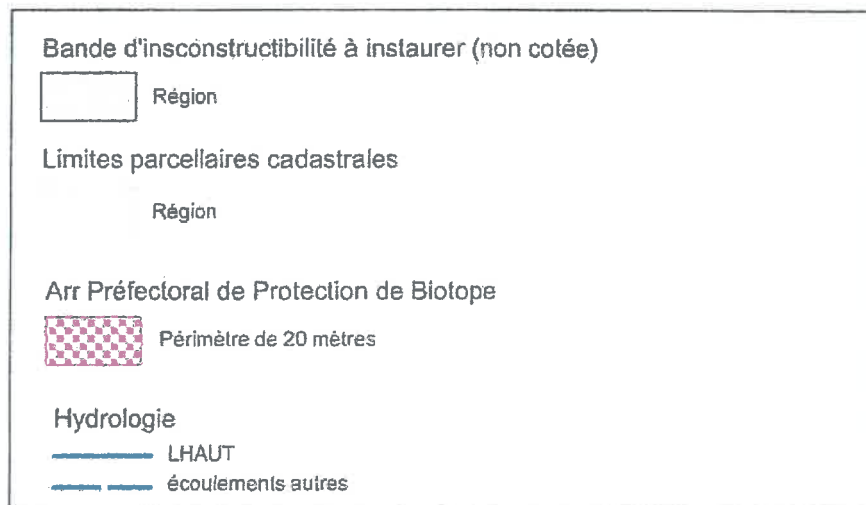 Bande d'insconstructibilité à instaurer (non cotée)
Région
Limites parcellaires cadastrales
Région
Arr Préfectoral de Protection de Biotope
Périmètre de 20 mètres
Hydrologie
LHAUT
écoulements autres